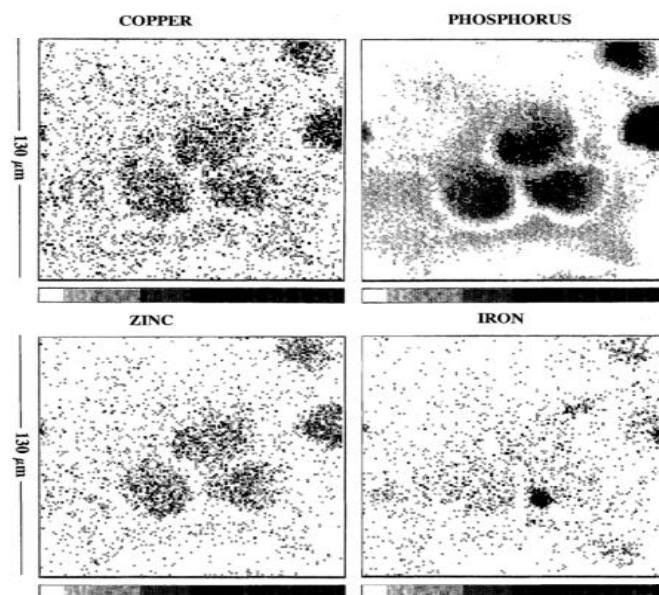 COPPER
PHOSPHORUS
130 μm
ZINC
IRON
130 μm